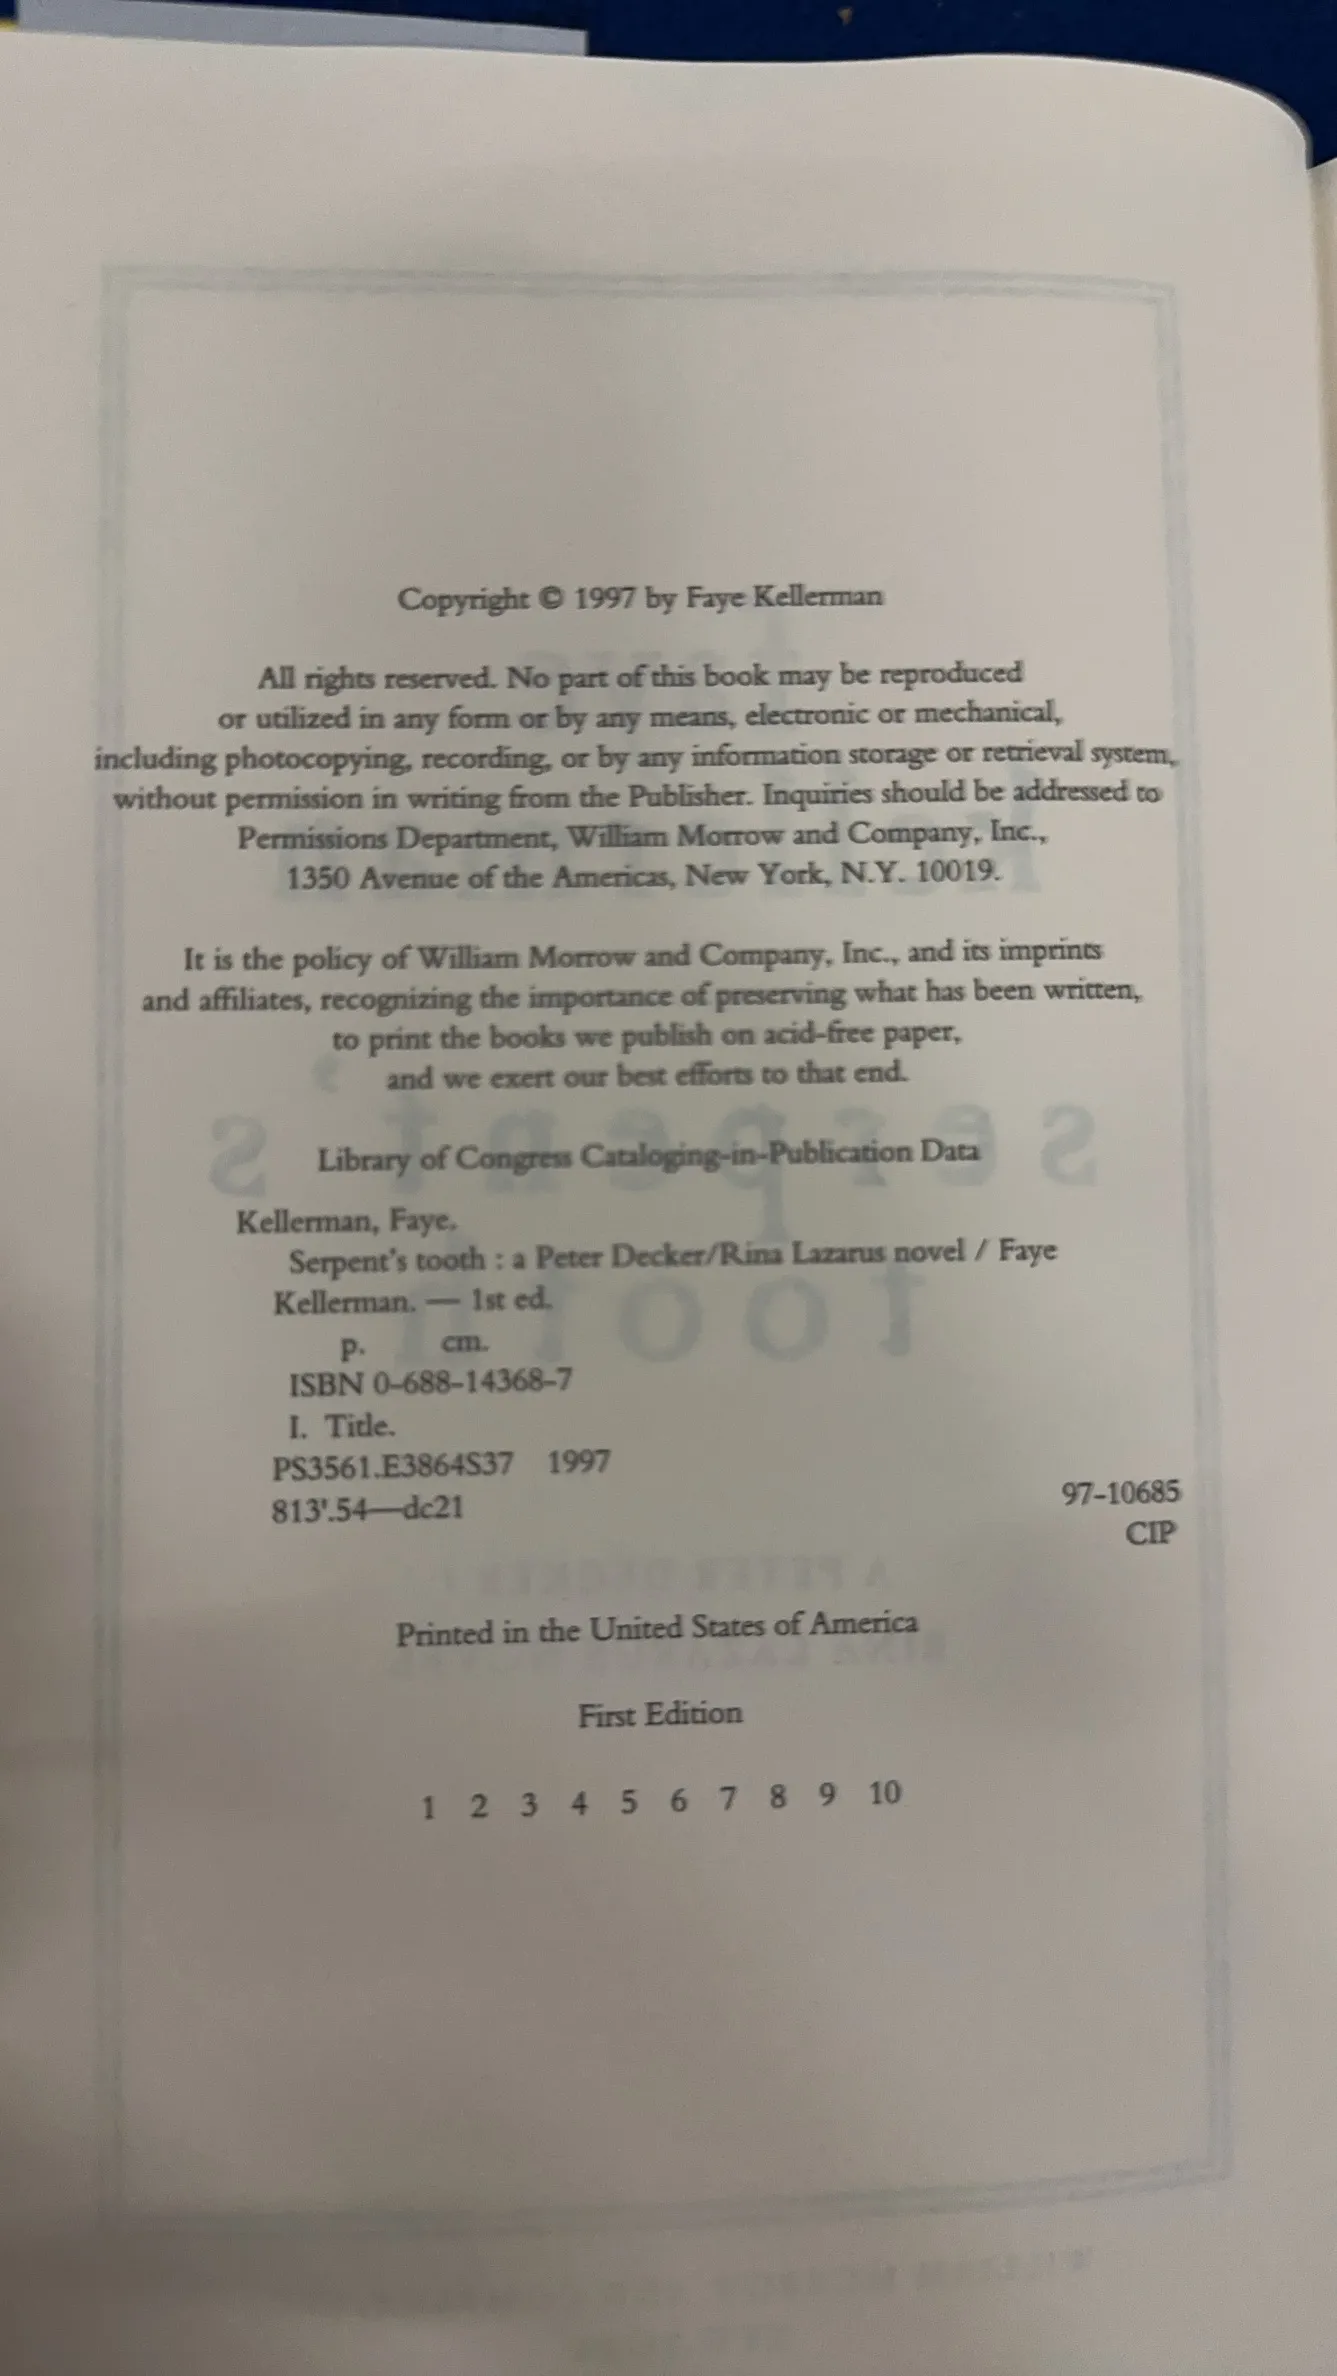 Copyright © 1997 by Faye Kellerman
All rights reserved. No part of this book may be reproduced
or utilized in any form or by any means, electronic or mechanical,
including photocopying, recording, or by any information storage or retrieval system,
without permission in writing from the Publisher. Inquiries should be addressed to
Permissions Department, William Morrow and Company, Inc.,
1350 Avenue of the Americas, New York, N.Y. 10019.
It is the policy of William Morrow and Company, Inc., and its imprints
and affiliates, recognizing the importance of preserving what has been written,
to print the books we publish on acid-free paper,
and we exert our best efforts to that end.
Library of Congress Cataloging-in-Publication Data
Kellerman, Faye.
Serpent's tooth : a Peter Decker/Rina Lazarus novel / Faye
Kellerman. — 1st ed.
p. cm.
ISBN 0-688-14368-7
I. Title.
PS3561.E3864S37 1997
813'.54—dc21
97-10685
CIP
Printed in the United States of America
First Edition
1 2 3 4 5 6 7 8 9 10